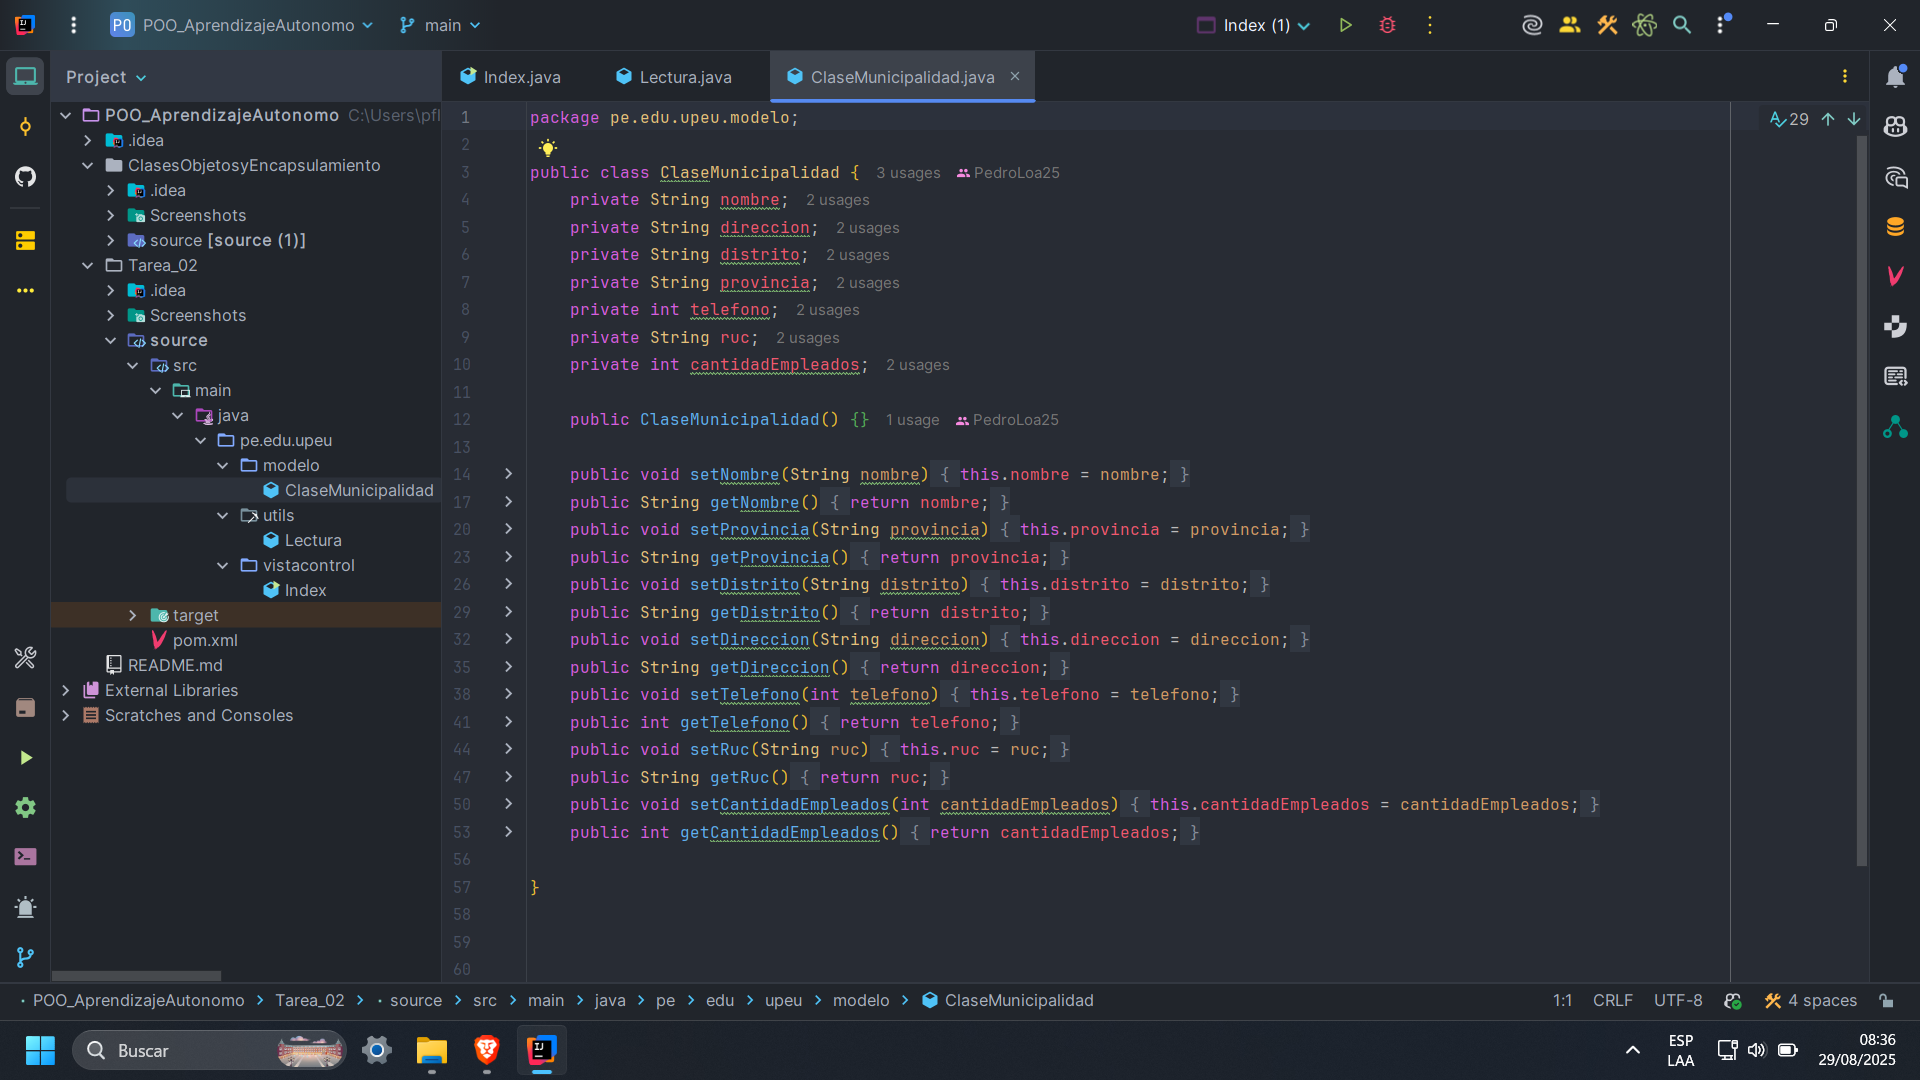 PO POO_AprendizajeAutonomo main Index (1)
Project
Index.java Lectura.java ClaseMunicipalidad.java
POO_AprendizajeAutonomo C:\Users\pfl
.idea
ClasesObjetosyEncapsulamiento
.idea
Screenshots
source [source (1)]
Tarea_02
.idea
Screenshots
source
src
main
java
pe.edu.upeu
modelo
ClaseMunicipalidad
utils
Lectura
vistacontrol
Index
target
pom.xml
README.md
External Libraries
Scratches and Consoles
29
1 package pe.edu.upeu.modelo;
2
3 public class ClaseMunicipalidad { 3 usages PedroLoa25
4 private String nombre; 2 usages
5 private String direccion; 2 usages
6 private String distrito; 2 usages
7 private String provincia; 2 usages
8 private int telefono; 2 usages
9 private String ruc; 2 usages
10 private int cantidadEmpleados; 2 usages
11
12 public ClaseMunicipalidad() {} 1 usage PedroLoa25
13
14 public void setNombre(String nombre) { this.nombre = nombre; }
17 public String getNombre() { return nombre; }
20 public void setProvincia(String provincia) { this.provincia = provincia; }
23 public String getProvincia() { return provincia; }
26 public void setDistrito(String distrito) { this.distrito = distrito; }
29 public String getDistrito() { return distrito; }
32 public void setDireccion(String direccion) { this.direccion = direccion; }
35 public String getDireccion() { return direccion; }
38 public void setTelefono(int telefono) { this.telefono = telefono; }
41 public int getTelefono() { return telefono; }
44 public void setRuc(String ruc) { this.ruc = ruc; }
47 public String getRuc() { return ruc; }
50 public void setCantidadEmpleados(int cantidadEmpleados) { this.cantidadEmpleados = cantidadEmpleados; }
53 public int getCantidadEmpleados() { return cantidadEmpleados; }
56
57 }
58
59
60
POO_AprendizajeAutonomo > Tarea_02 > source > src > main > java > pe > edu > upeu > modelo > ClaseMunicipalidad 1:1 CRLF UTF-8 4 spaces
Buscar
ESP
LAA
08:36
29/08/2025